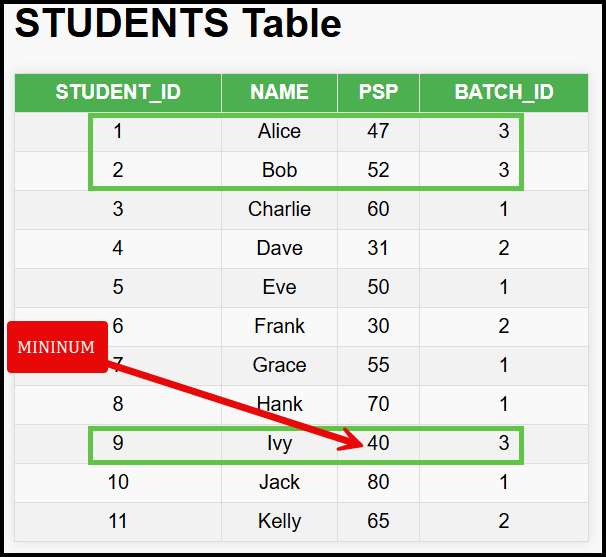 STUDENTS Table
STUDENT_ID NAME PSP BATCH_ID
1 Alice 47 3
2 Bob 52 3
3 Charlie 60 1
4 Dave 31 2
5 Eve 50 1
6 Frank 30 2
MININUM
7 Grace 55 1
8 Hank 70 1
9 Ivy 40 3
10 Jack 80 1
11 Kelly 65 2